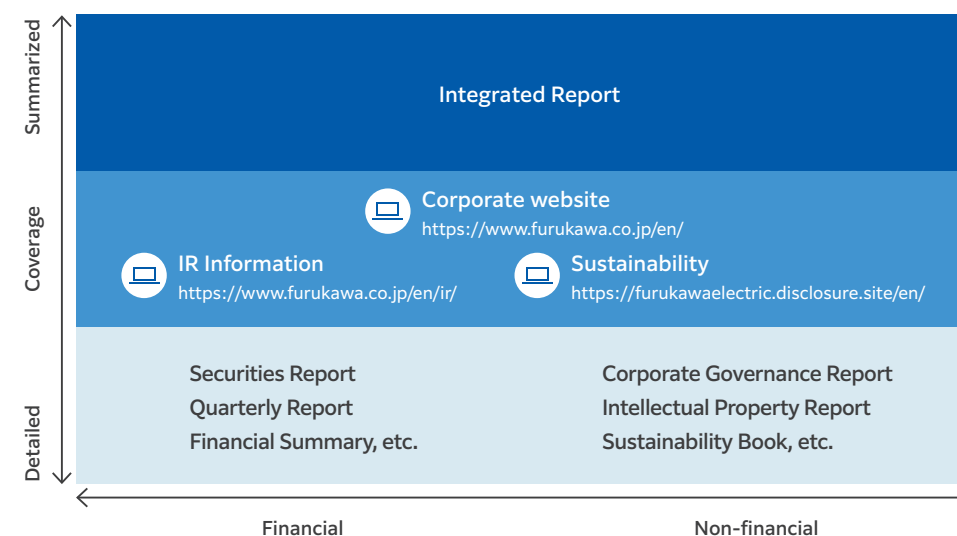 Summarized
Coverage
Detailed
Integrated Report
Corporate website
https://www.furukawa.co.jp/en/
IR Information
https://www.furukawa.co.jp/en/ir/
Sustainability
https://furukawaelectric.disclosure.site/en/
Securities Report
Quarterly Report
Financial Summary, etc.
Corporate Governance Report
Intellectual Property Report
Sustainability Book, etc.
Financial
Non-financial